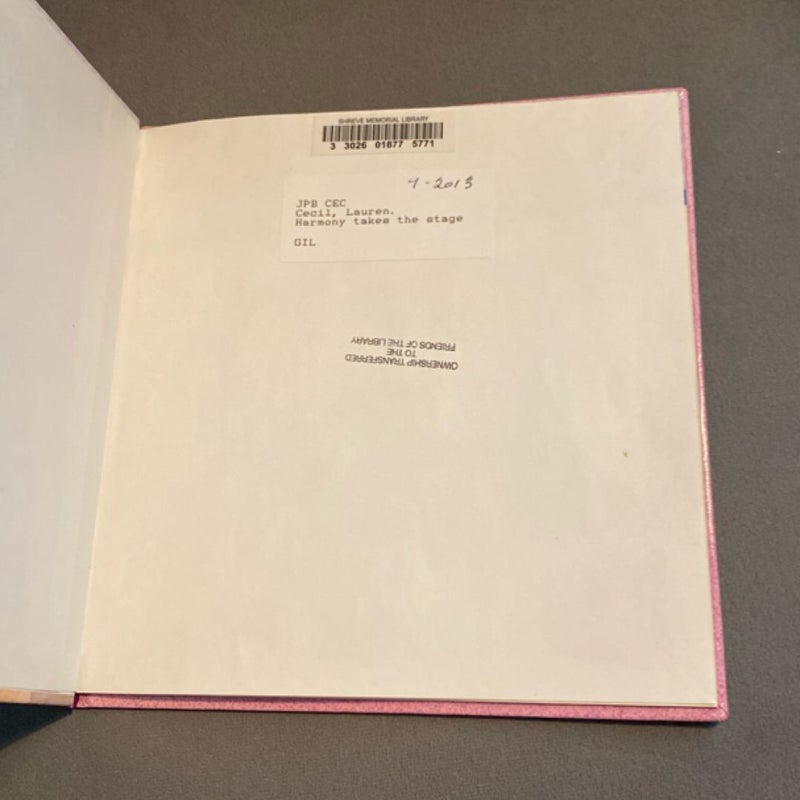 SHREVE MEMORIAL LIBRARY
3 3026 01877 5771
4-2013
JPB CEC
Cecil, Lauren.
Harmony takes the stage
GIL
OWNERSHIP TRANSFERRED
TO THE
FRIENDS OF THE LIBRARY